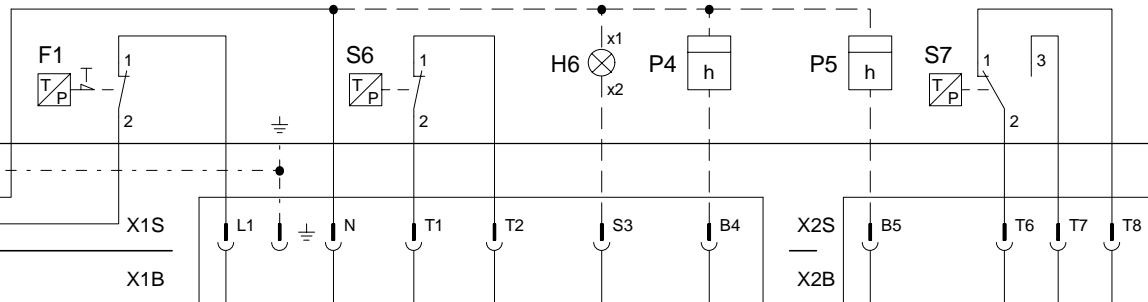 F1
T
P
1
2
S6
T
P
1
2
H6
x1
x2
P4
h
P5
h
S7
T
P
1
3
2
X1S
L1
N
T1
T2
S3
B4
X2S
B5
T6
T7
T8
X1B
X2B